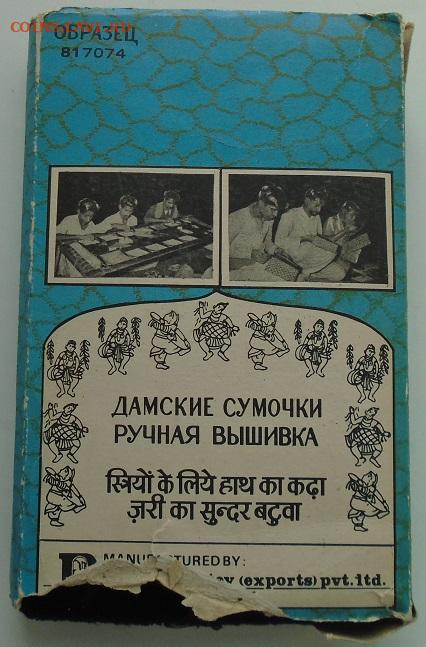 ОБРАЗЕЦ
817074
ДАМСКИЕ СУМОЧКИ
РУЧНАЯ ВЫШИВКА
स्त्रियों के लिये हाथ का कढ़ा
ज़री का सुन्दर बटुवा
MANUFACTURED BY:
(exports) pvt. ltd.